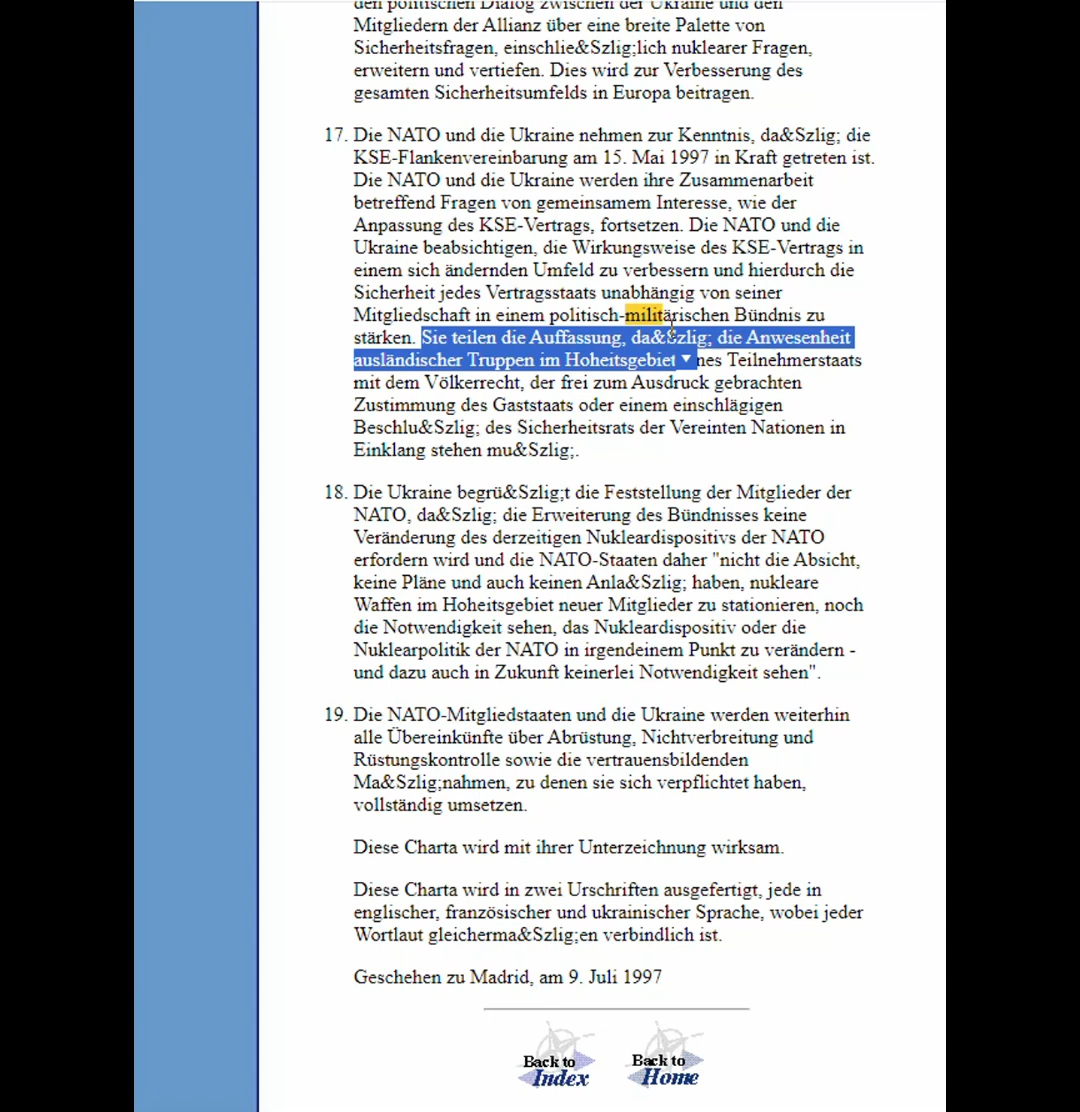 den politischen Dialog zwischen der Ukraine und den
Mitgliedern der Allianz über eine breite Palette von
Sicherheitsfragen, einschlie&Szlig;lich nuklearer Fragen,
erweitern und vertiefen. Dies wird zur Verbesserung des
gesamten Sicherheitsumfelds in Europa beitragen.
17. Die NATO und die Ukraine nehmen zur Kenntnis, da&Szlig; die
KSE-Flankenvereinbarung am 15. Mai 1997 in Kraft getreten ist.
Die NATO und die Ukraine werden ihre Zusammenarbeit
betreffend Fragen von gemeinsamem Interesse, wie der
Anpassung des KSE-Vertrags, fortsetzen. Die NATO und die
Ukraine beabsichtigen, die Wirkungsweise des KSE-Vertrags in
einem sich ändernden Umfeld zu verbessern und hierdurch die
Sicherheit jedes Vertragsstaats unabhängig von seiner
Mitgliedschaft in einem politisch-militärischen Bündnis zu
stärken. Sie teilen die Auffassung, da&Szlig; die Anwesenheit
ausländischer Truppen im Hoheitsgebiet nes Teilnehmerstaats
mit dem Völkerrecht, der frei zum Ausdruck gebrachten
Zustimmung des Gaststaats oder einem einschlägigen
Beschlu&Szlig; des Sicherheitsrats der Vereinten Nationen in
Einklang stehen mu&Szlig;.
18. Die Ukraine begrü&Szlig;t die Feststellung der Mitglieder der
NATO, da&Szlig; die Erweiterung des Bündnisses keine
Veränderung des derzeitigen Nukleardispositivs der NATO
erfordern wird und die NATO-Staaten daher "nicht die Absicht,
keine Pläne und auch keinen Anla&Szlig; haben, nukleare
Waffen im Hoheitsgebiet neuer Mitglieder zu stationieren, noch
die Notwendigkeit sehen, das Nukleardispositiv oder die
Nuklearpolitik der NATO in irgendeinem Punkt zu verändern -
und dazu auch in Zukunft keinerlei Notwendigkeit sehen".
19. Die NATO-Mitgliedstaaten und die Ukraine werden weiterhin
alle Übereinkünfte über Abrüstung, Nichtverbreitung und
Rüstungskontrolle sowie die vertrauensbildenden
Ma&Szlig;nahmen, zu denen sie sich verpflichtet haben,
vollständig umsetzen.
Diese Charta wird mit ihrer Unterzeichnung wirksam.
Diese Charta wird in zwei Urschriften ausgefertigt, jede in
englischer, französischer und ukrainischer Sprache, wobei jeder
Wortlaut gleicherma&Szlig;en verbindlich ist.
Geschehen zu Madrid, am 9. Juli 1997
Back to
Index
Back to
Home